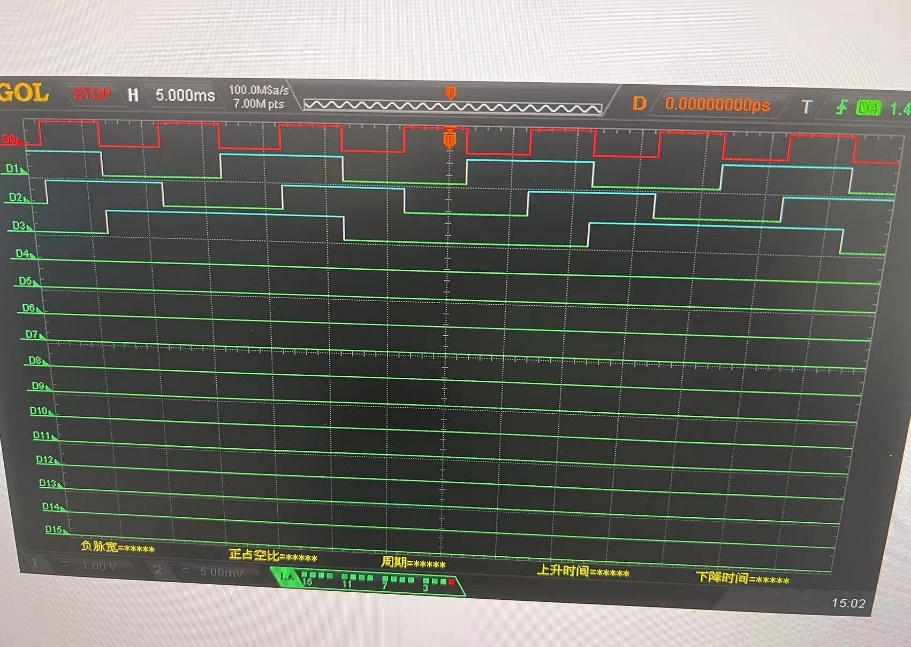 GOL STOP H 5.000ms 100.0MSa/s 7.00M pts D 0.00000000ps T D0 1.4
D0
D1
D2
D3
D4
D5
D6
D7
D8
D9
D10
D11
D12
D13
D14
D15
负脉宽=***** 正占空比=***** 周期=***** 上升时间=***** 下降时间=*****
1 = 1.00 V 2 = 5.00mV LA 15 11 7 3
15:02